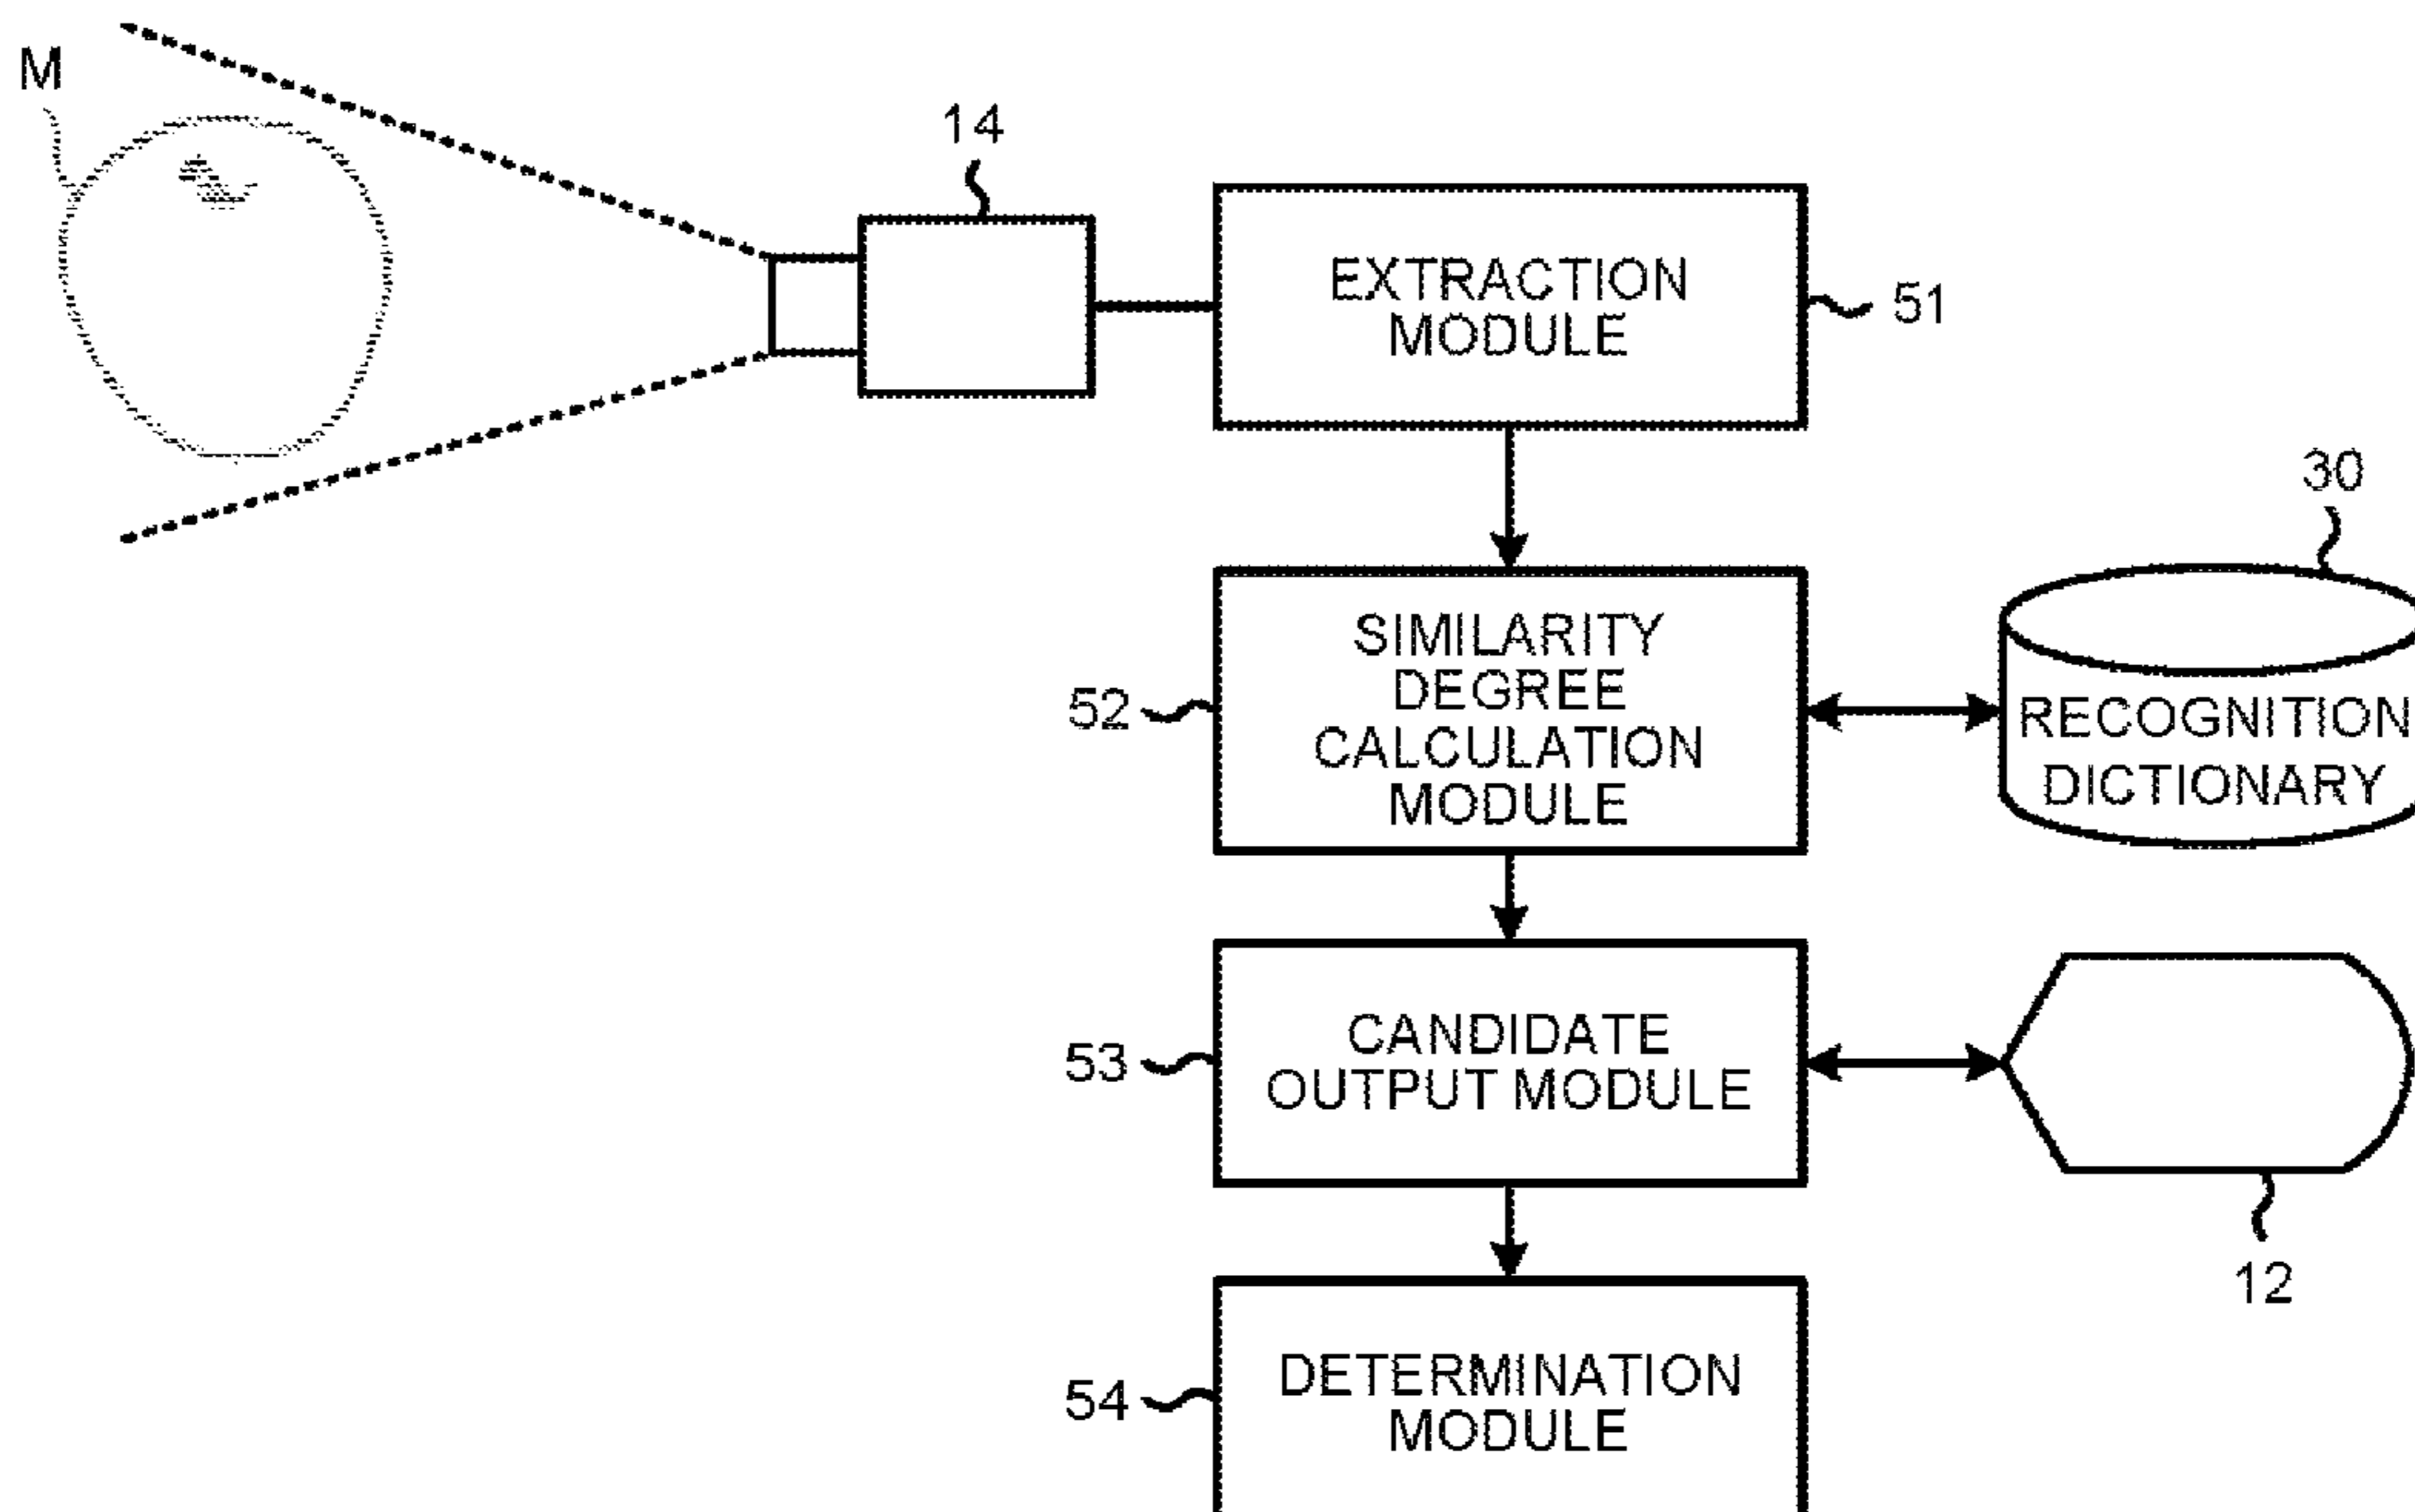 M
14
EXTRACTION
MODULE
51
30
SIMILARITY
DEGREE
CALCULATION
MODULE
52
RECOGNITION
DICTIONARY
CANDIDATE
OUTPUT MODULE
53
12
DETERMINATION
MODULE
54